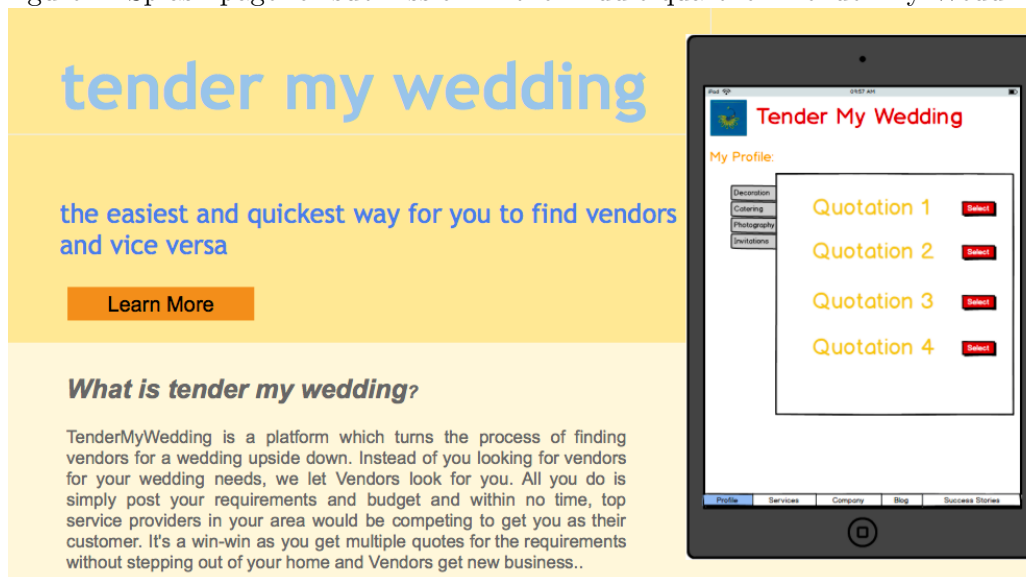 tender my wedding
the easiest and quickest way for you to find vendors
and vice versa
Learn More
What is tender my wedding?
TenderMyWedding is a platform which turns the process of finding
vendors for a wedding upside down. Instead of you looking for vendors
for your wedding needs, we let Vendors look for you. All you do is
simply post your requirements and budget and within no time, top
service providers in your area would be competing to get you as their
customer. It's a win-win as you get multiple quotes for the requirements
without stepping out of your home and Vendors get new business..
iPod 09:57 AM
Tender My Wedding
My Profile:
Decoration
Catering
Photography
Invitations
Quotation 1 Select
Quotation 2 Select
Quotation 3 Select
Quotation 4 Select
Profile Services Company Blog Success Stories